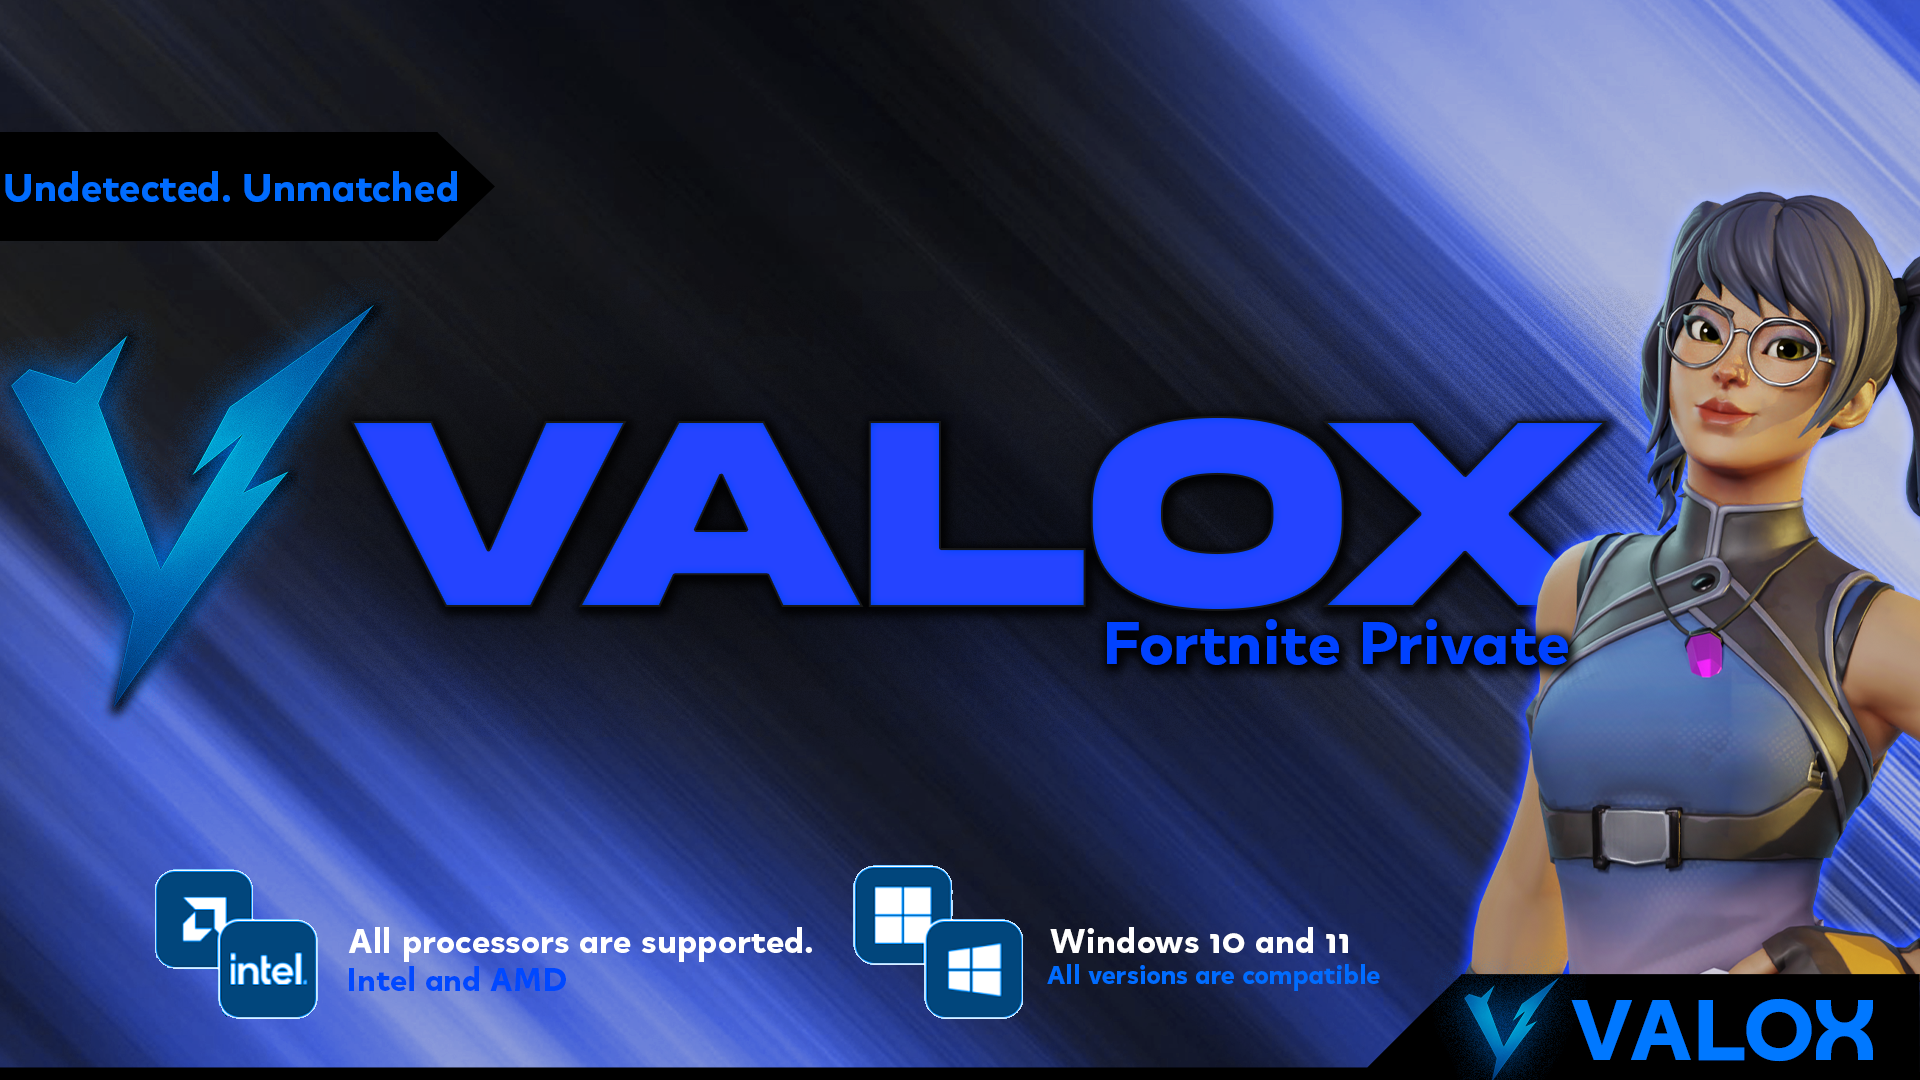 Undetected. Unmatched
VALOX
Fortnite Private
All processors are supported.
Intel and AMD
intel.
Windows 10 and 11
All versions are compatible
VALOX